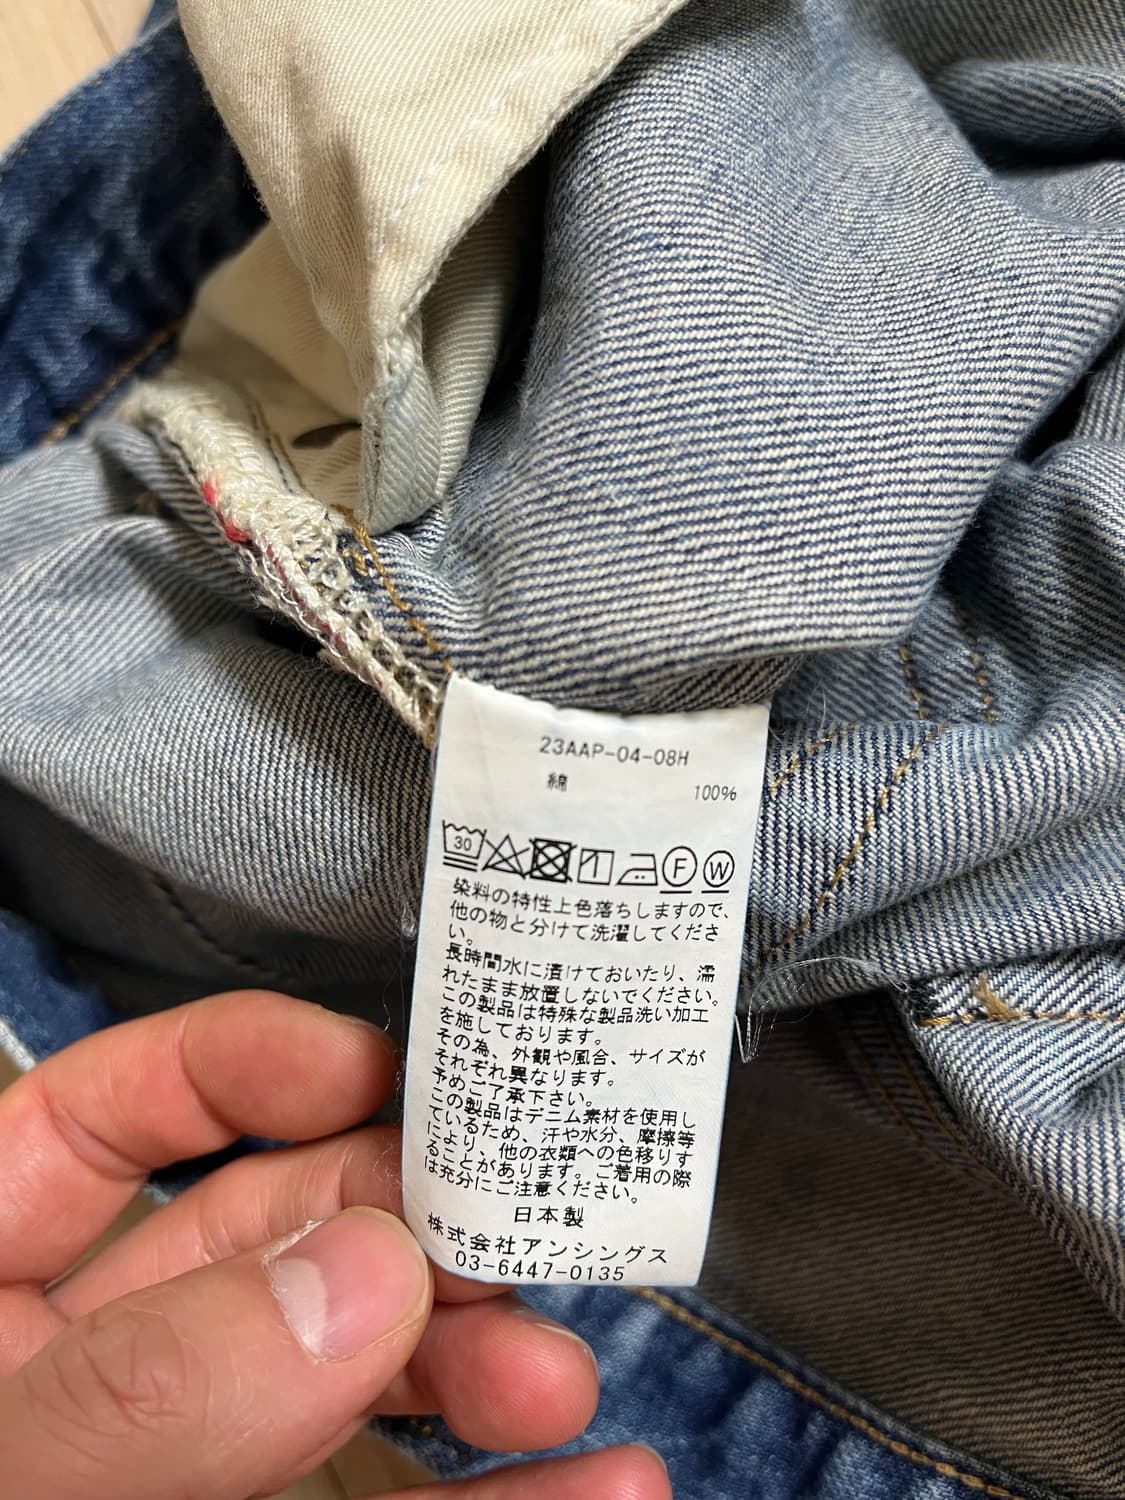 23AAP-04-08H
綿 100%
30 F W
染料の特性上色落ちしますので、
他の物と分けて洗濯してくださ
い。
長時間水に漬けておいたり、濡
れたまま放置しないでください。
この製品は特殊な製品洗い加工
を施しております。
その為、外観や風合、サイズが
それぞれ異なります。
予めご了承下さい。
この製品はデニム素材を使用し
ているため、汗や水分、摩擦等
により、他の衣類への色移りす
ることがあります。ご着用の際
は充分にご注意ください。
日本製
株式会社アンシングス
03-6447-0135